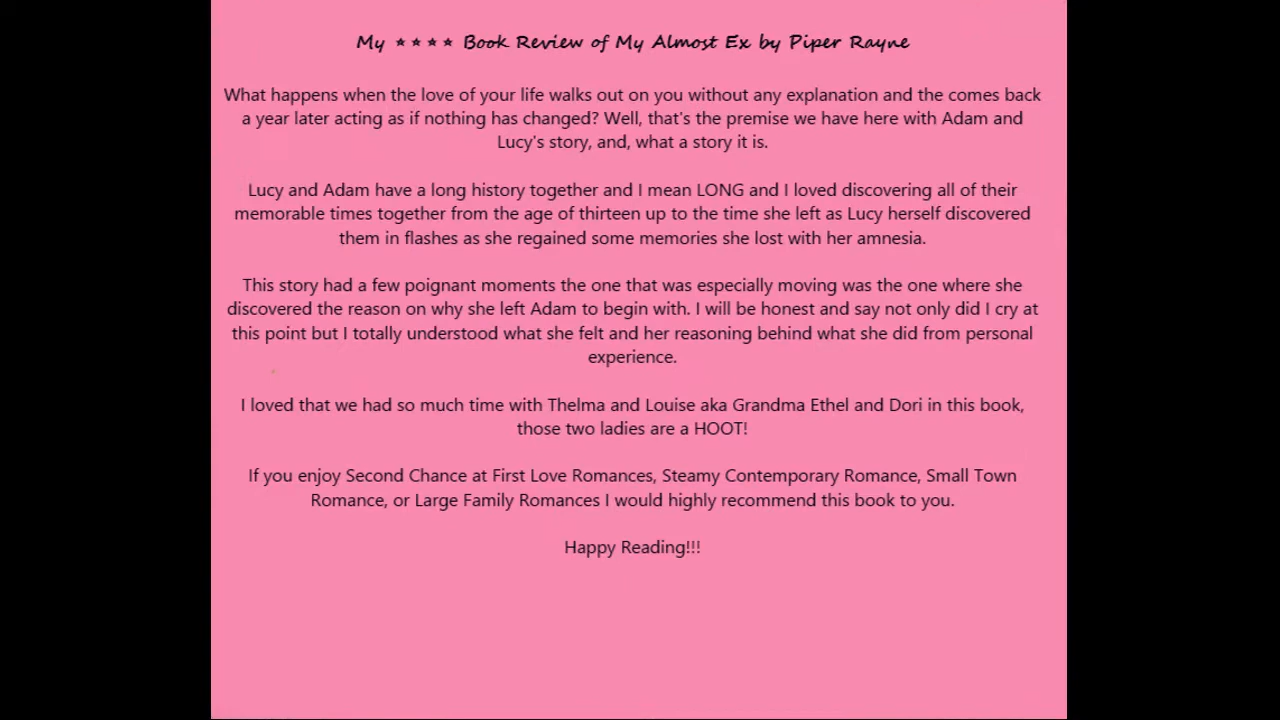 My ★★★★ Book Review of My Almost Ex by Piper Rayne
What happens when the love of your life walks out on you without any explanation and the comes back
a year later acting as if nothing has changed? Well, that's the premise we have here with Adam and
Lucy's story, and, what a story it is.
Lucy and Adam have a long history together and I mean LONG and I loved discovering all of their
memorable times together from the age of thirteen up to the time she left as Lucy herself discovered
them in flashes as she regained some memories she lost with her amnesia.
This story had a few poignant moments the one that was especially moving was the one where she
discovered the reason on why she left Adam to begin with. I will be honest and say not only did I cry at
this point but I totally understood what she felt and her reasoning behind what she did from personal
experience.
I loved that we had so much time with Thelma and Louise aka Grandma Ethel and Dori in this book,
those two ladies are a HOOT!
If you enjoy Second Chance at First Love Romances, Steamy Contemporary Romance, Small Town
Romance, or Large Family Romances I would highly recommend this book to you.
Happy Reading!!!